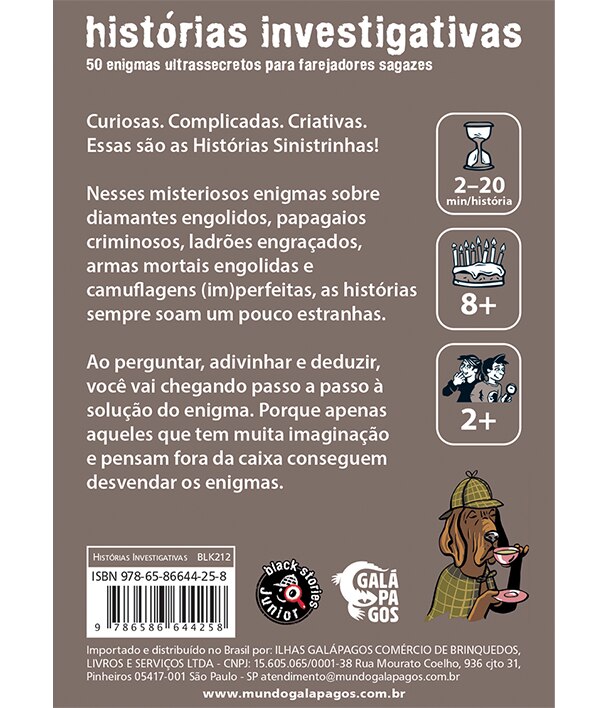 histórias investigativas
50 enigmas ultrassecretos para farejadores sagazes
Curiosas. Complicadas. Criativas.
Essas são as Histórias Sinistrinhas!
2–20
min/história
Nesses misteriosos enigmas sobre
diamantes engolidos, papagaios
criminosos, ladrões engraçados,
armas mortais engolidas e
camuflagens (im)perfeitas, as histórias
sempre soam um pouco estranhas.
8+
Ao perguntar, adivinhar e deduzir,
você vai chegando passo a passo à
solução do enigma. Porque apenas
aqueles que tem muita imaginação
e pensam fora da caixa conseguem
desvendar os enigmas.
2+
Histórias Investigativas BLK212
ISBN 978-65-86644-25-8
9 786586 644258
black stories
Junior
GALÁ
PA
GOS
Importado e distribuído no Brasil por: ILHAS GALÁPAGOS COMÉRCIO DE BRINQUEDOS,
LIVROS E SERVIÇOS LTDA - CNPJ: 15.605.065/0001-38 Rua Mourato Coelho, 936 cjto 31,
Pinheiros 05417-001 São Paulo - SP atendimento@mundogalapagos.com.br
www.mundogalapagos.com.br